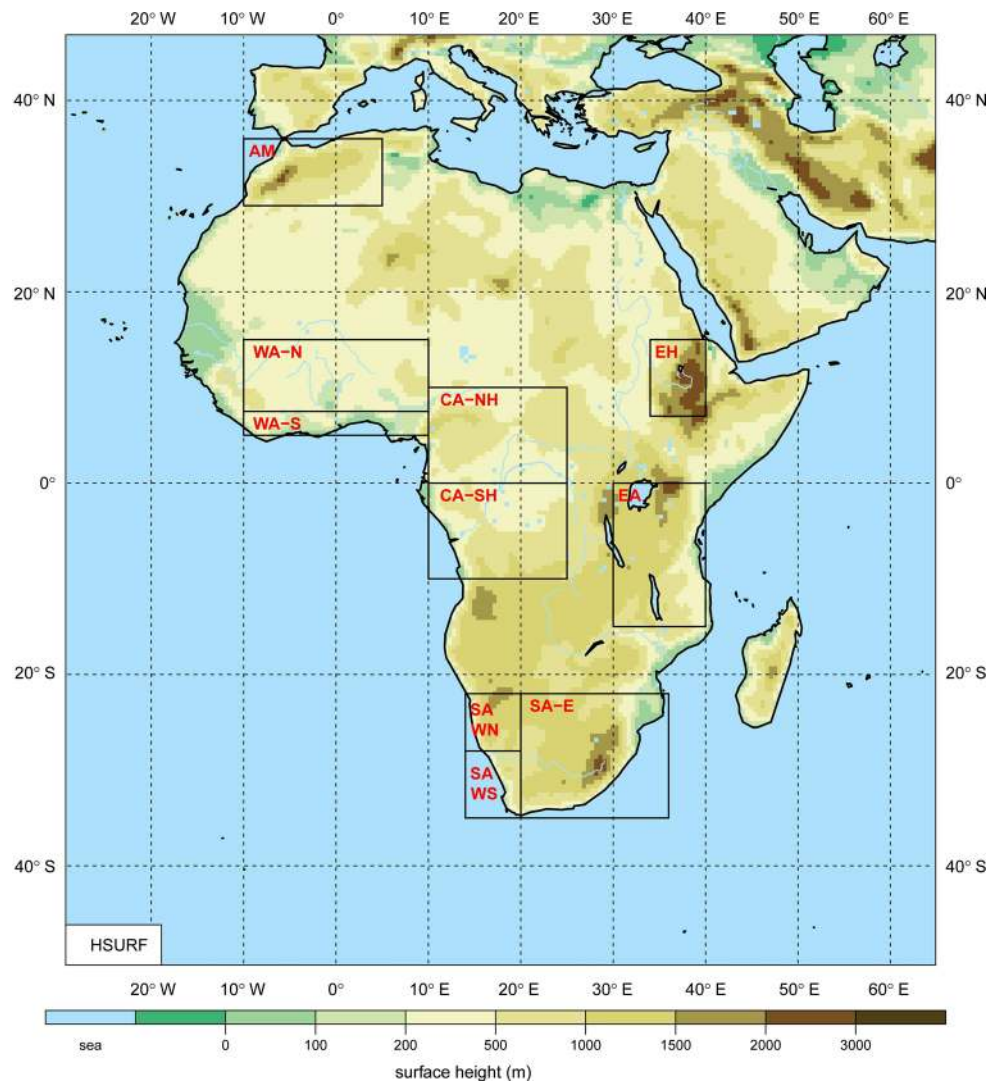 20° W 10° W 0° 10° E 20° E 30° E 40° E 50° E 60° E
40° N 40° N
AM
20° N 20° N
WA-N EH
CA-NH
WA-S
0° CA-SH EA 0°
20° S 20° S
SA SA-E
WN
SA
WS
40° S 40° S
HSURF
20° W 10° W 0° 10° E 20° E 30° E 40° E 50° E 60° E
sea 0 100 200 500 1000 1500 2000 3000
surface height (m)